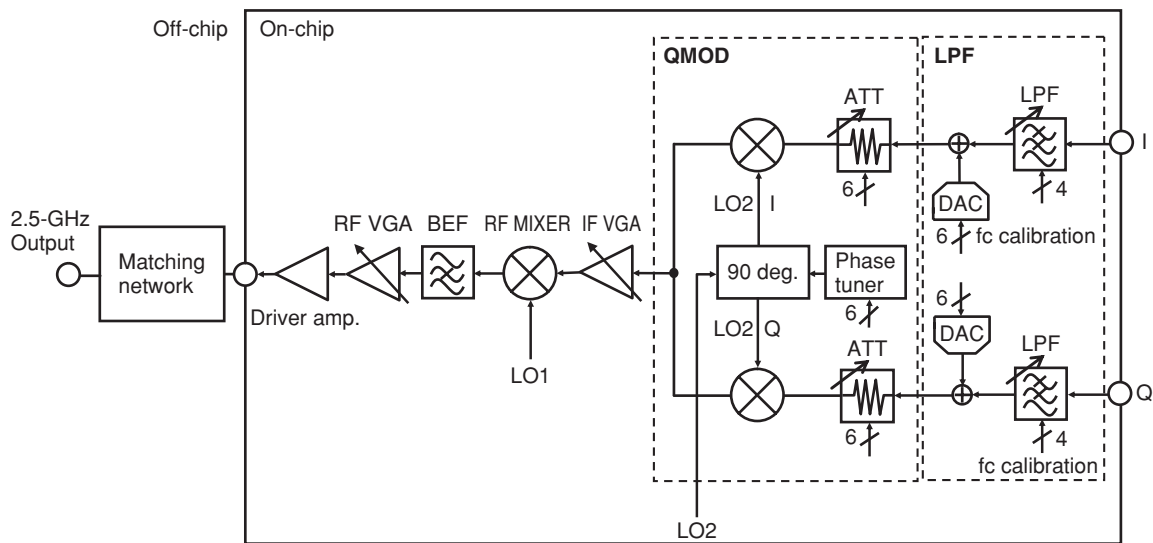 Off-chip
On-chip
QMOD
LPF
ATT
LPF
I
6
4
LO2 I
DAC
6
fc calibration
2.5-GHz
Output
RF VGA
BEF
RF MIXER
IF VGA
Matching
network
90 deg.
Phase
tuner
6
6
Driver amp.
LO2 Q
DAC
LO1
ATT
LPF
Q
6
4
fc calibration
LO2